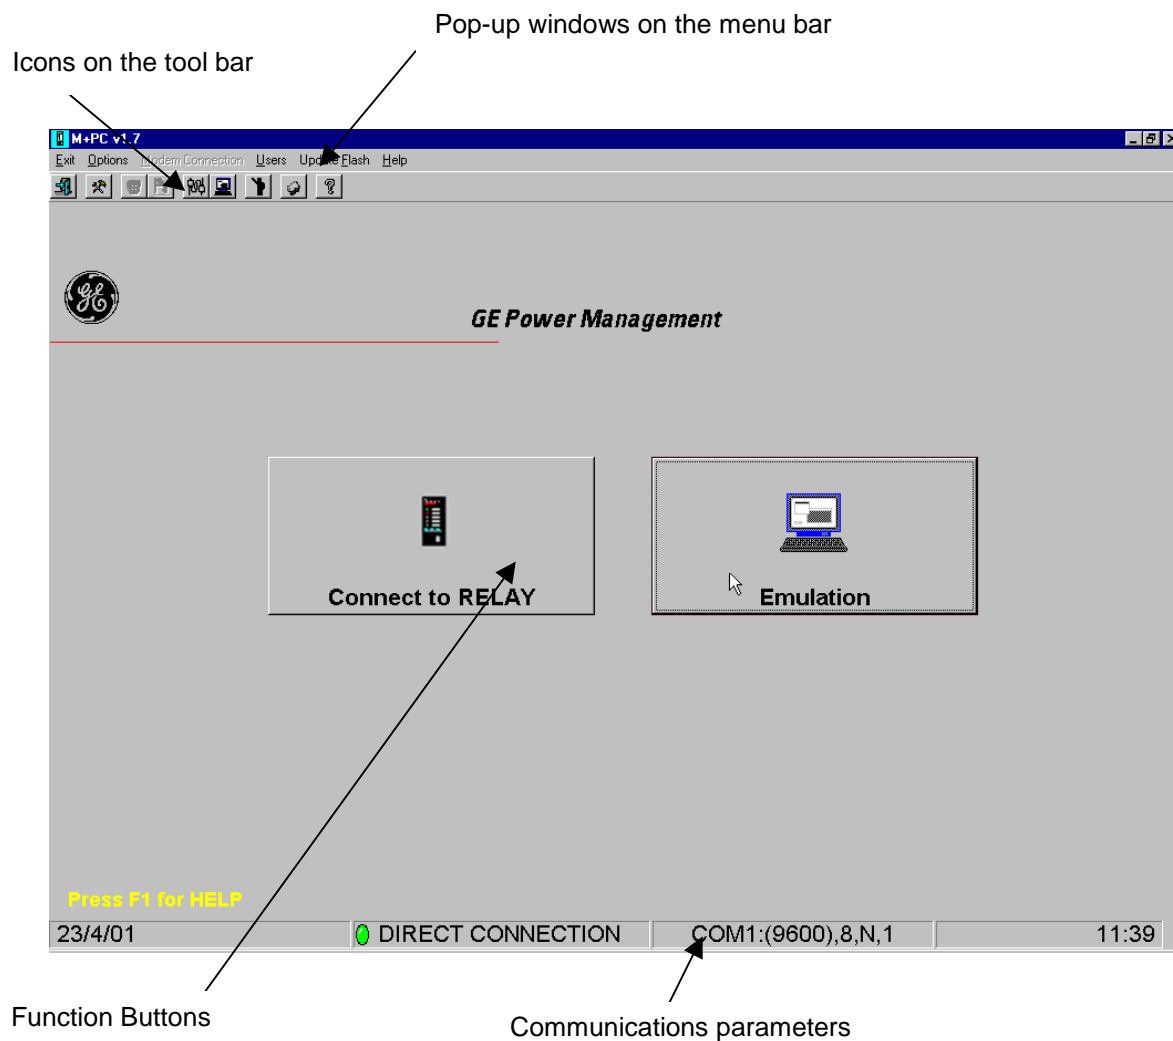 Pop-up windows on the menu bar
Icons on the tool bar
M+PC v1.7
Exit Options Modem Connection Users Update Flash Help
GE
GE Power Management
Connect to RELAY
Emulation
Press F1 for HELP
23/4/01 DIRECT CONNECTION COM1:(9600),8,N,1 11:39
Function Buttons
Communications parameters